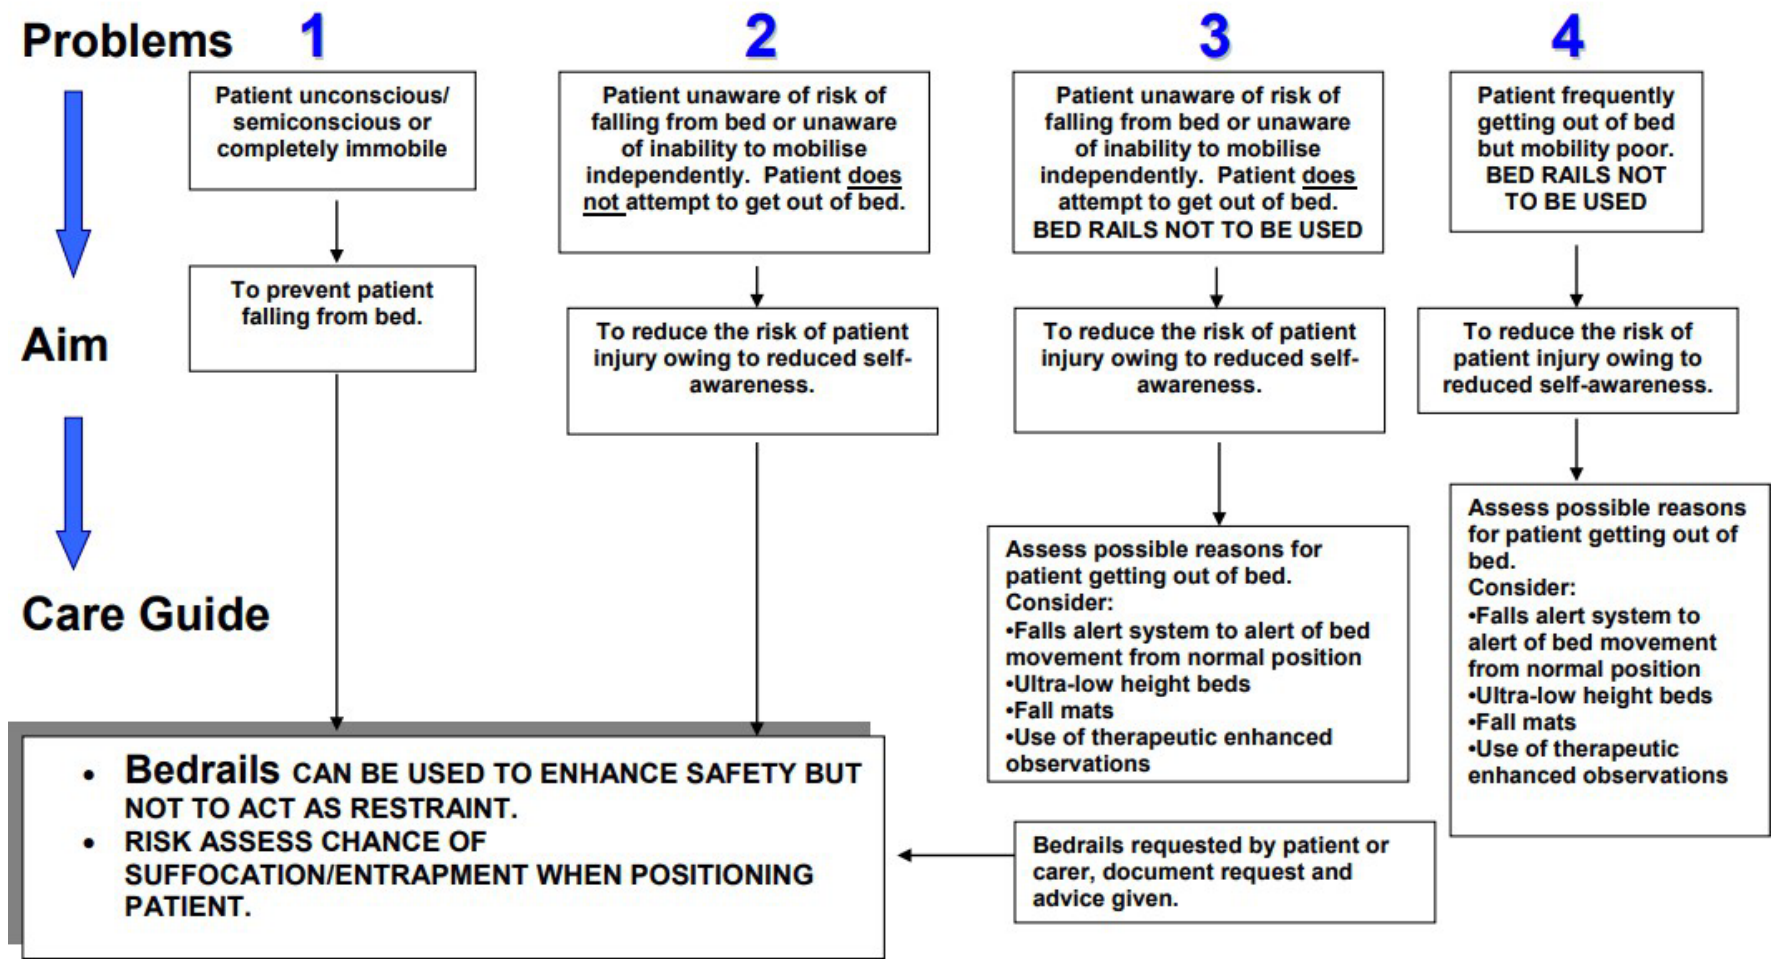 Problems
1
2
3
4
Patient unconscious/
semiconscious or
completely immobile
Patient unaware of risk of
falling from bed or unaware
of inability to mobilise
independently. Patient does
not attempt to get out of bed.
Patient unaware of risk of
falling from bed or unaware
of inability to mobilise
independently. Patient does
attempt to get out of bed.
BED RAILS NOT TO BE USED
Patient frequently
getting out of bed
but mobility poor.
BED RAILS NOT
TO BE USED
Aim
To prevent patient
falling from bed.
To reduce the risk of patient
injury owing to reduced self-
awareness.
To reduce the risk of patient
injury owing to reduced self-
awareness.
To reduce the risk of
patient injury owing to
reduced self-awareness.
Care Guide
Assess possible reasons for
patient getting out of bed.
Consider:
•Falls alert system to alert of bed
movement from normal position
•Ultra-low height beds
•Fall mats
•Use of therapeutic enhanced
observations
Assess possible reasons
for patient getting out of
bed.
Consider:
•Falls alert system to
alert of bed movement
from normal position
•Ultra-low height beds
•Fall mats
•Use of therapeutic
enhanced observations
• Bedrails CAN BE USED TO ENHANCE SAFETY BUT
NOT TO ACT AS RESTRAINT.
• RISK ASSESS CHANCE OF
SUFFOCATION/ENTRAPMENT WHEN POSITIONING
PATIENT.
Bedrails requested by patient or
carer, document request and
advice given.